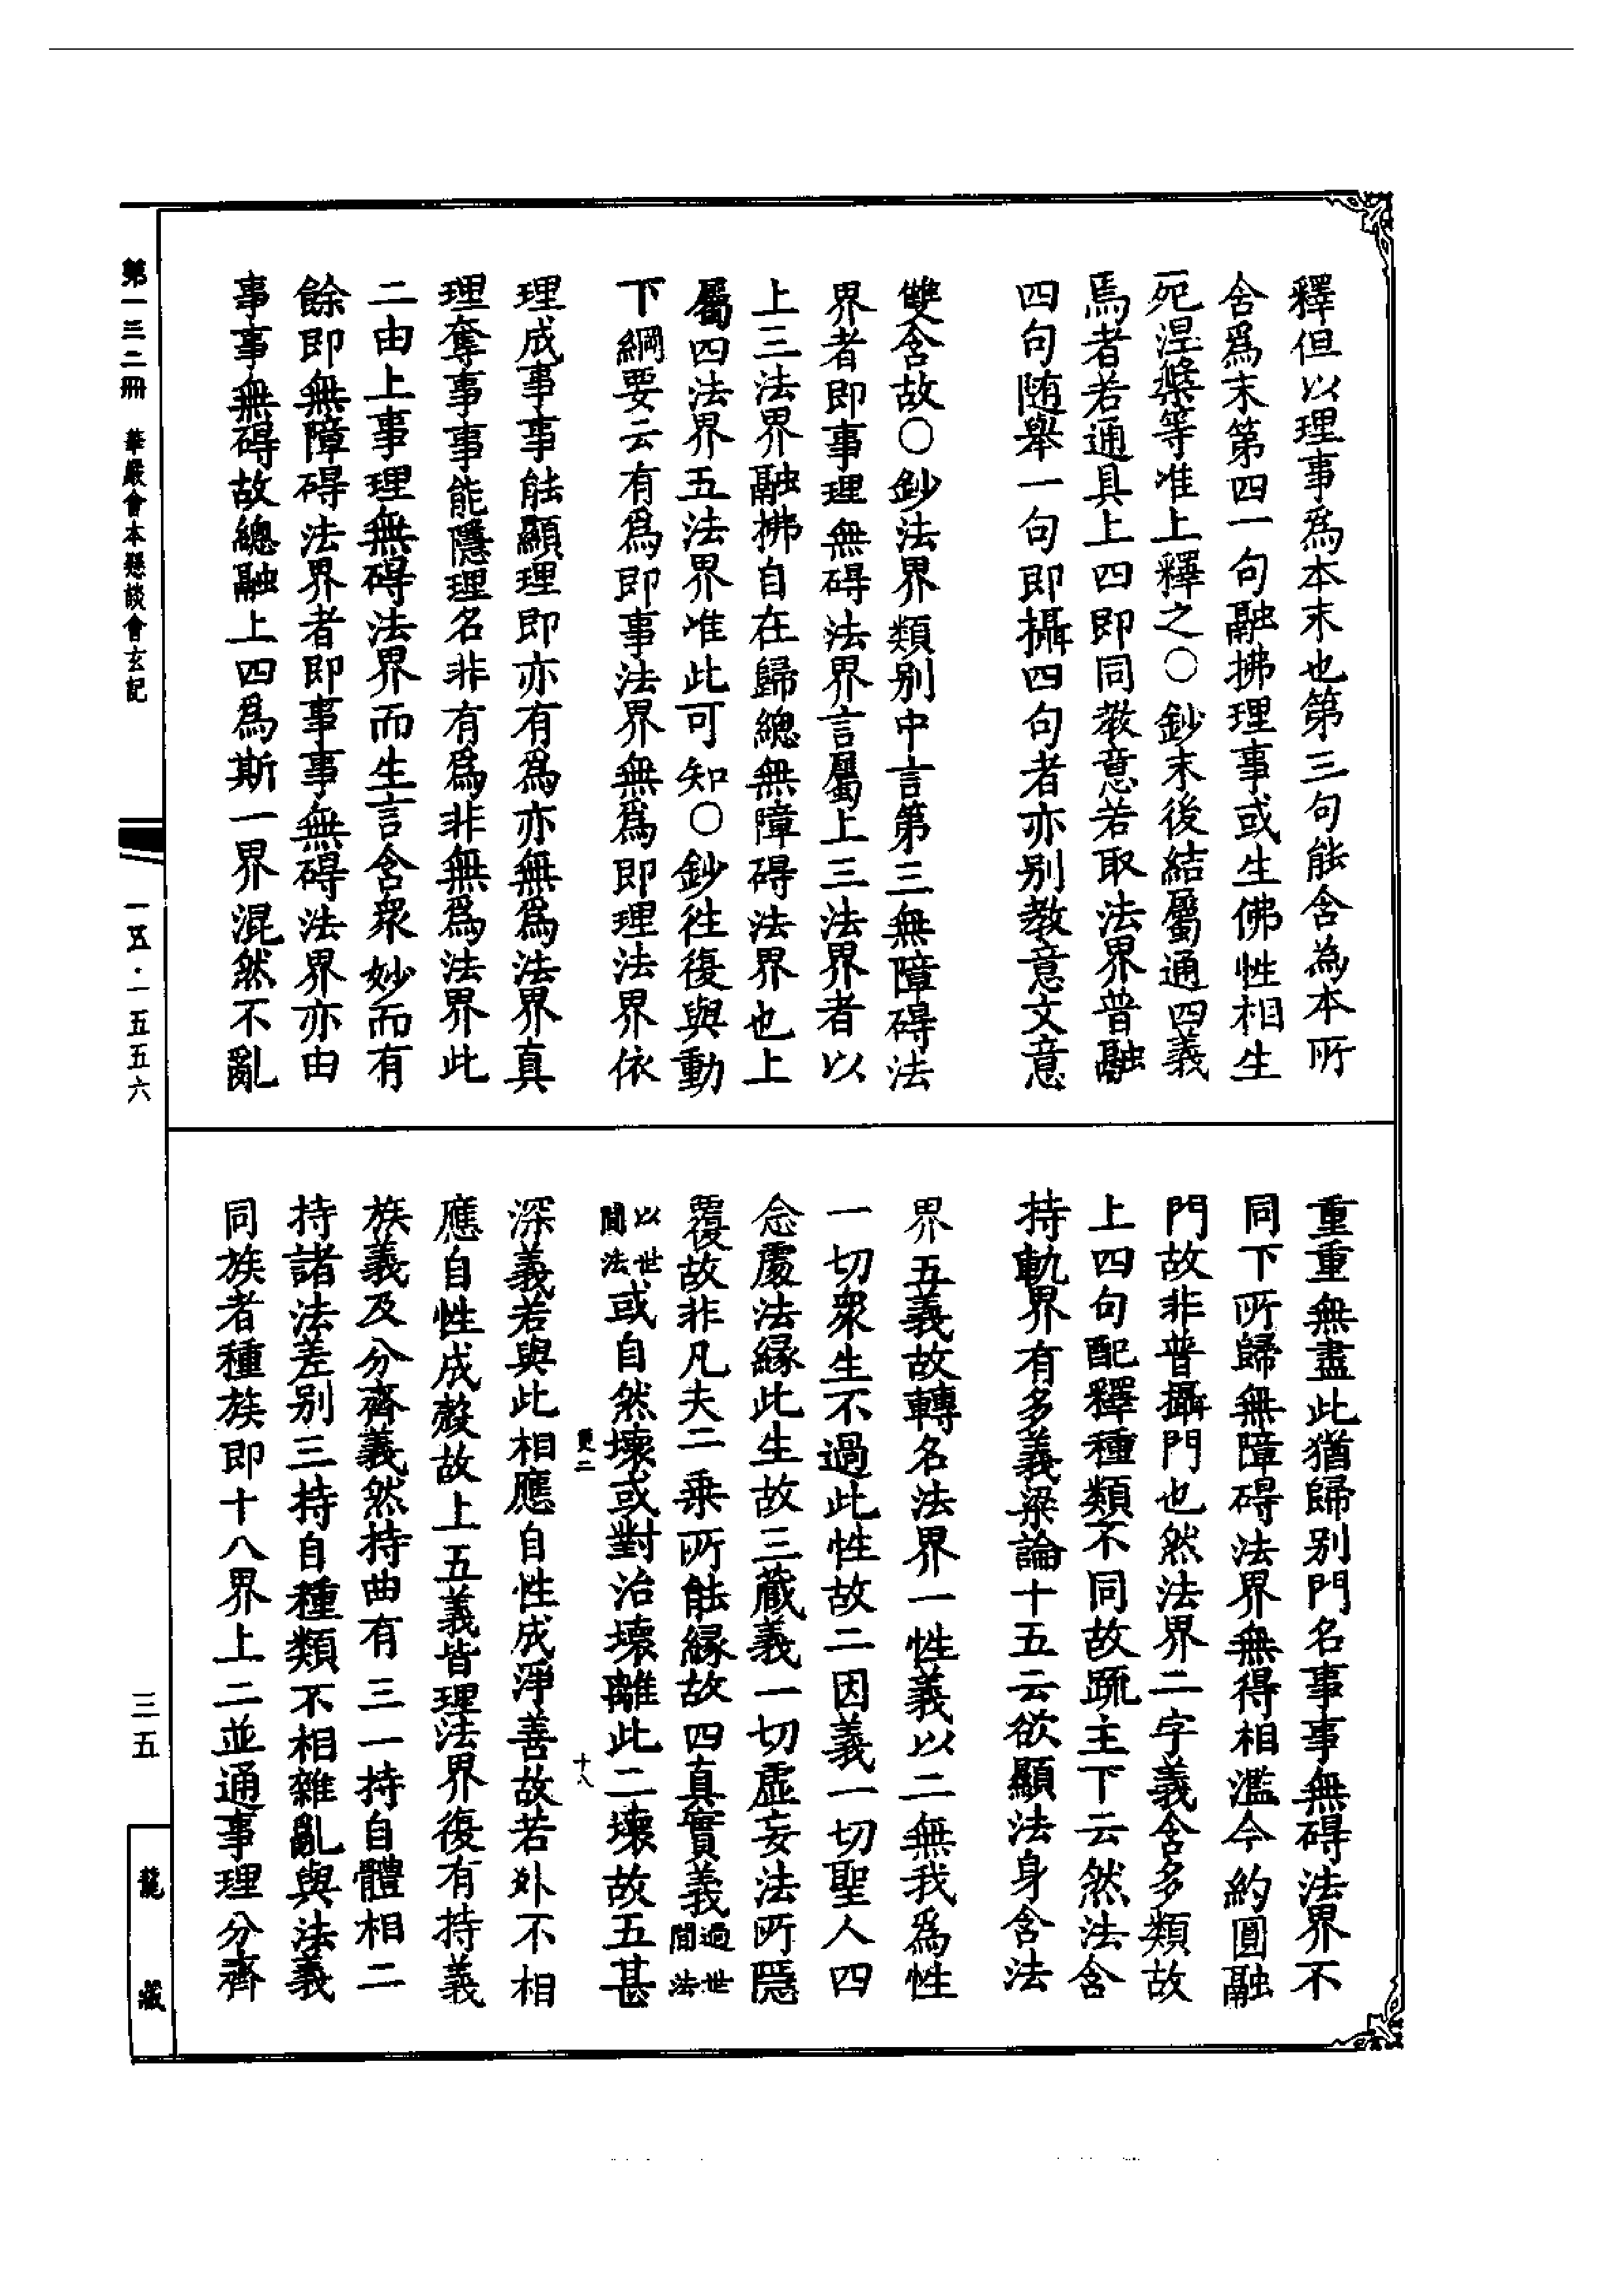 釋但以理事爲本末也第三句能含為本所
含爲末第四一句融拂理事或生佛性相生
死涅槃等准上釋之○鈔末後結屬通四義
焉者若通具上四即同教意若取法界普融
四句随舉一句即攝四句者亦别教意文意
雙含故○鈔法界類别中言第三無障碍法
界者即事理無碍法界言屬上三法界者以
上三法界融拂自在歸總無障碍法界也上
屬四法界五法界准此可知○鈔往復與動
下綱要云有爲即事法界無爲即理法界依
理成事事能顯理即亦有爲亦無爲法界真
理奪事事能隱理名非有爲非無爲法界此
二由上事理無碍法界而生言含衆妙而有
餘即無障碍法界者即事事無碍法界亦由
事事無碍故總融上四爲斯一界混然不亂
重重無盡此猶歸别門名事事無碍法界不
同下所歸無障碍法界無得相濫今約圓融
門故非普攝門也然法界二字義含多類故
上四句配釋種類不同故䟽主下云然法含
持軌界有多義梁論十五云欲顯法身含法
界五義故轉名法界一性義以二無我爲性
一切衆生不過此性故二因義一切聖人四
念處法緣此生故三藏義一切虛妄法所隱
覆故非凡夫二乘所能緣故四真實義過世間法
以世間法或自然壞或對治壞離此二壞故五甚
更二
十八
深義若與此相應自性成淨善故若外不相
應自性成㲉故上五義皆理法界復有持義
族義及分齊義然持曲有三一持自體相二
持諸法差别三持自種類不相雜亂與法義
同族者種族即十八界上二並通事理分齊
第一三二冊　華嚴會本懸談會玄記
一五·一五五六
三五
龍藏